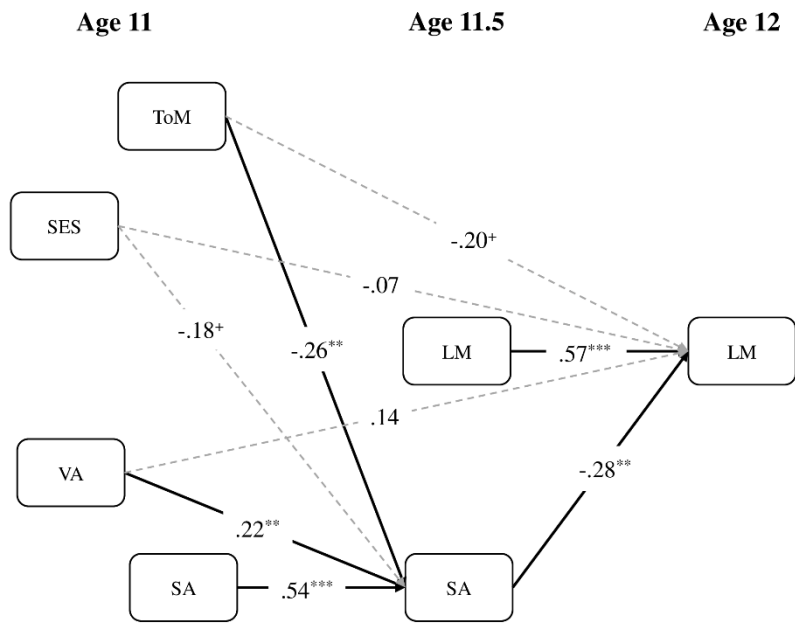 Age 11 Age 11.5 Age 12
ToM
SES
-.20⁺
-.07
-.18⁺
-.26**
LM .57*** LM
.14
VA
-.28**
.22**
SA .54*** SA